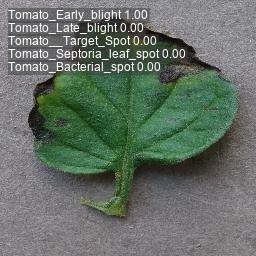 Tomato_Early_blight 1.00
Tomato_Late_blight 0.00
Tomato__Target_Spot 0.00
Tomato_Septoria_leaf_spot 0.00
Tomato_Bacterial_spot 0.00